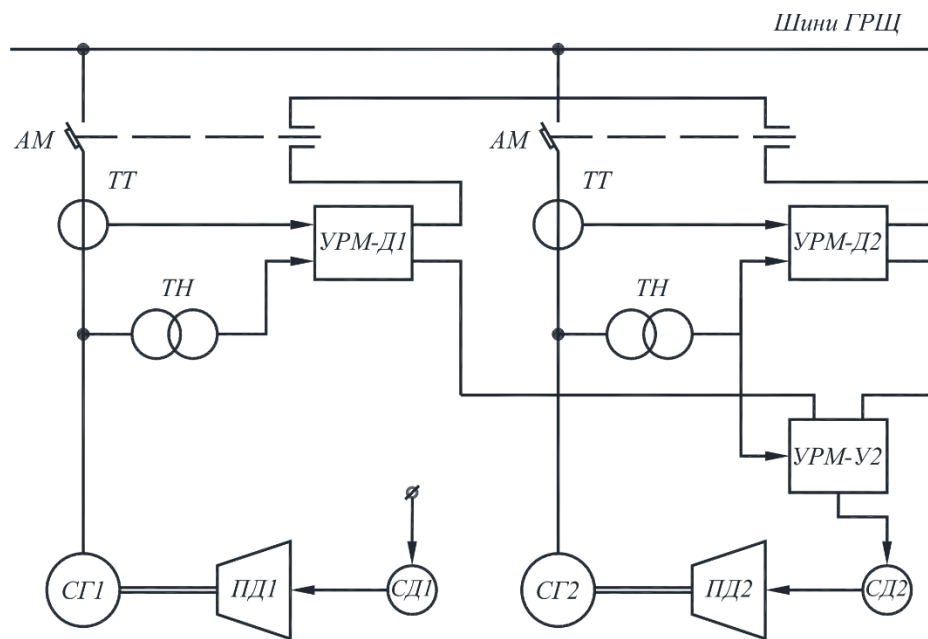 Шини ГРЩ
АМ
АМ
ТТ
ТТ
УРМ-Д1
УРМ-Д2
ТН
ТН
УРМ-У2
СГ1
ПД1
СД1
СГ2
ПД2
СД2